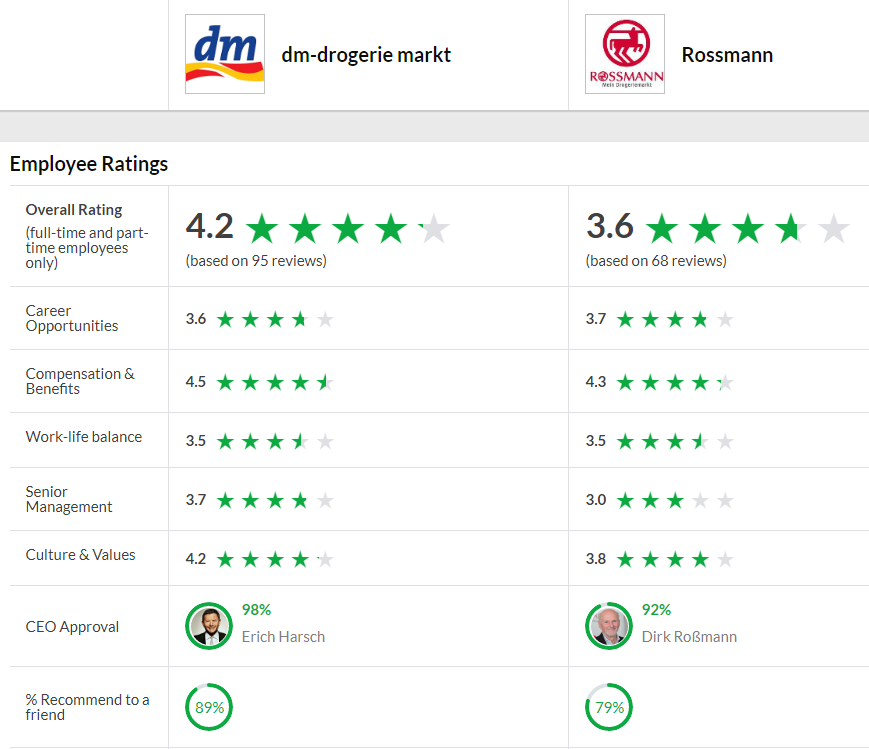 dm
dm-drogerie markt
ROSSMANN
Mein Drogeriemarkt
Rossmann
Employee Ratings
Overall Rating
(full-time and part-
time employees
only)
4.2
(based on 95 reviews)
3.6
(based on 68 reviews)
Career
Opportunities
3.6
3.7
Compensation &
Benefits
4.5
4.3
Work-life balance
3.5
3.5
Senior
Management
3.7
3.0
Culture & Values
4.2
3.8
CEO Approval
98%
Erich Harsch
92%
Dirk Roßmann
% Recommend to a
friend
89%
79%